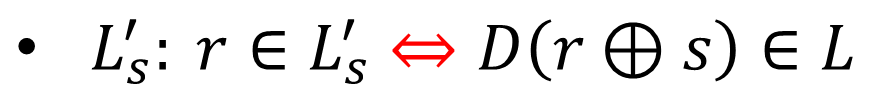 • L′ₛ: r ∈ L′ₛ ⇔ D(r ⊕ s) ∈ L